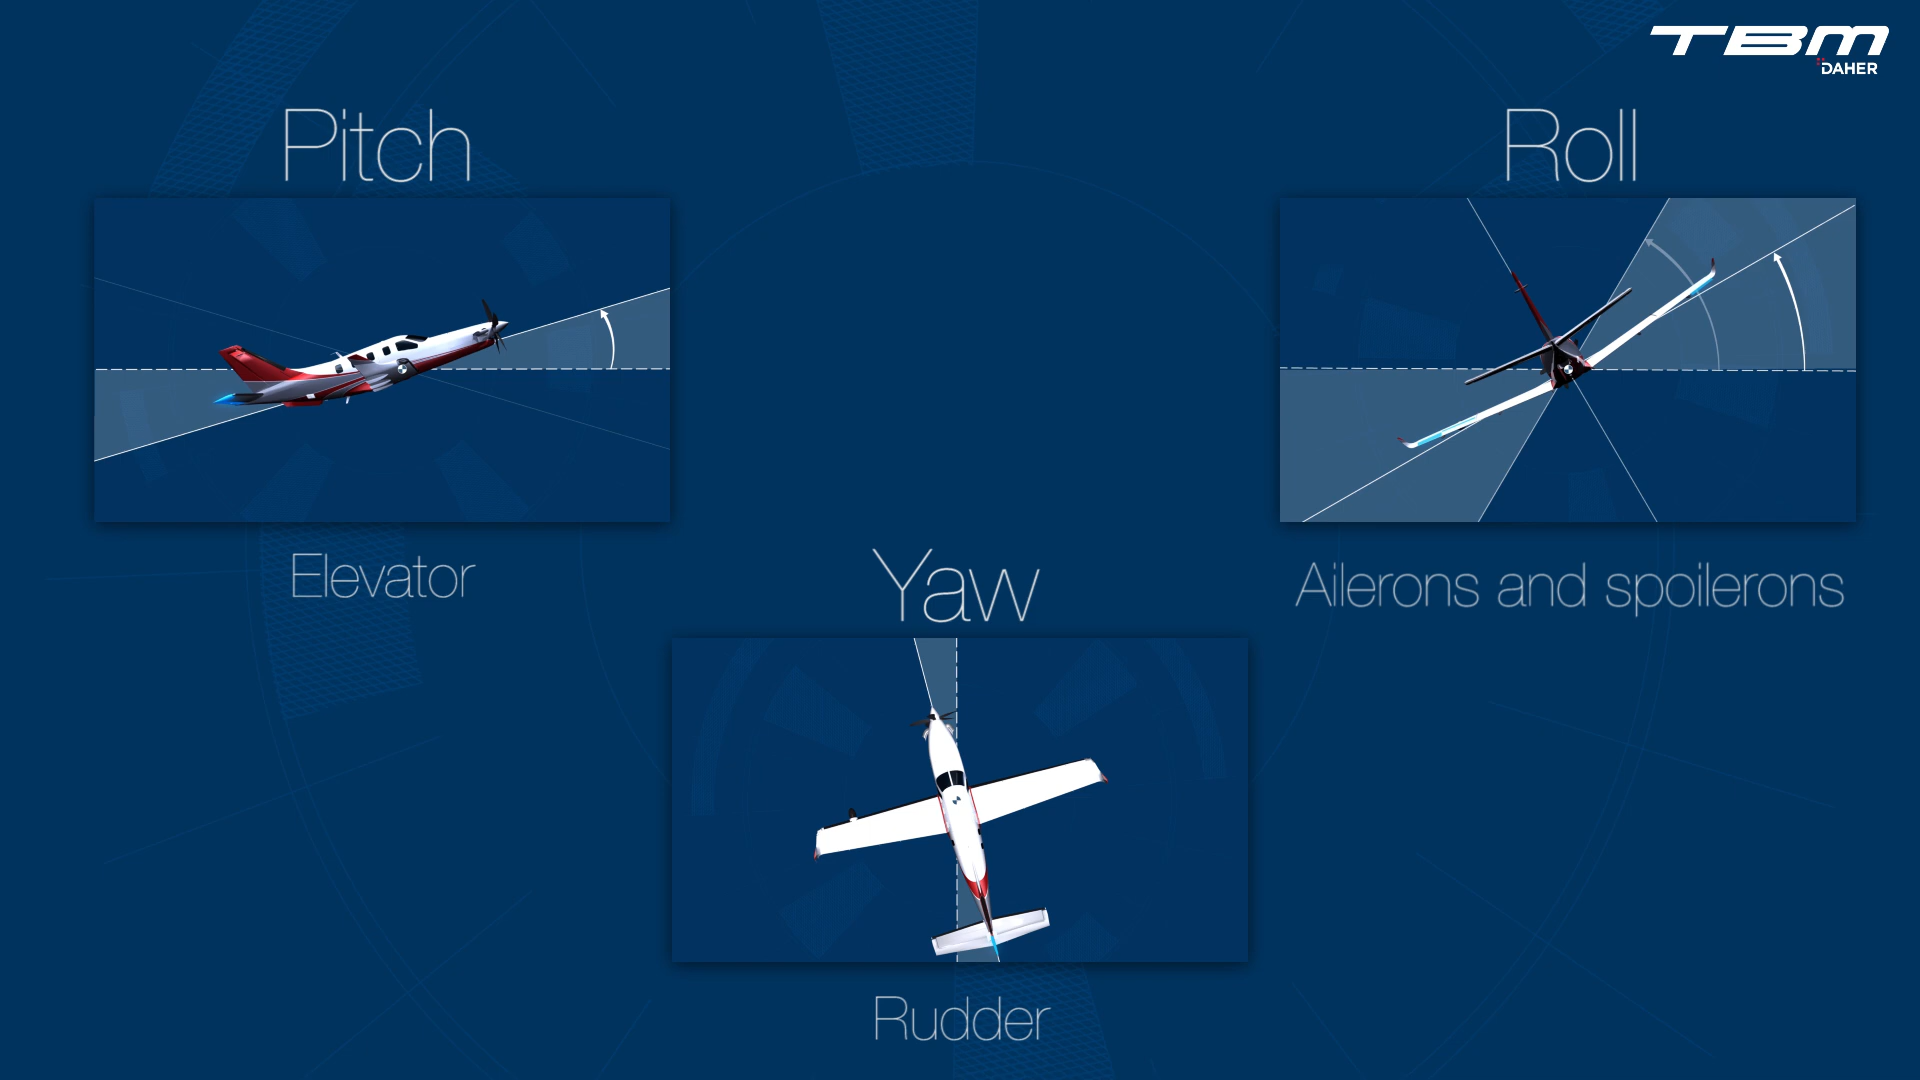 TBM
DAHER
Pitch
Roll
Elevator
Ailerons and spoilerons
Yaw
Rudder